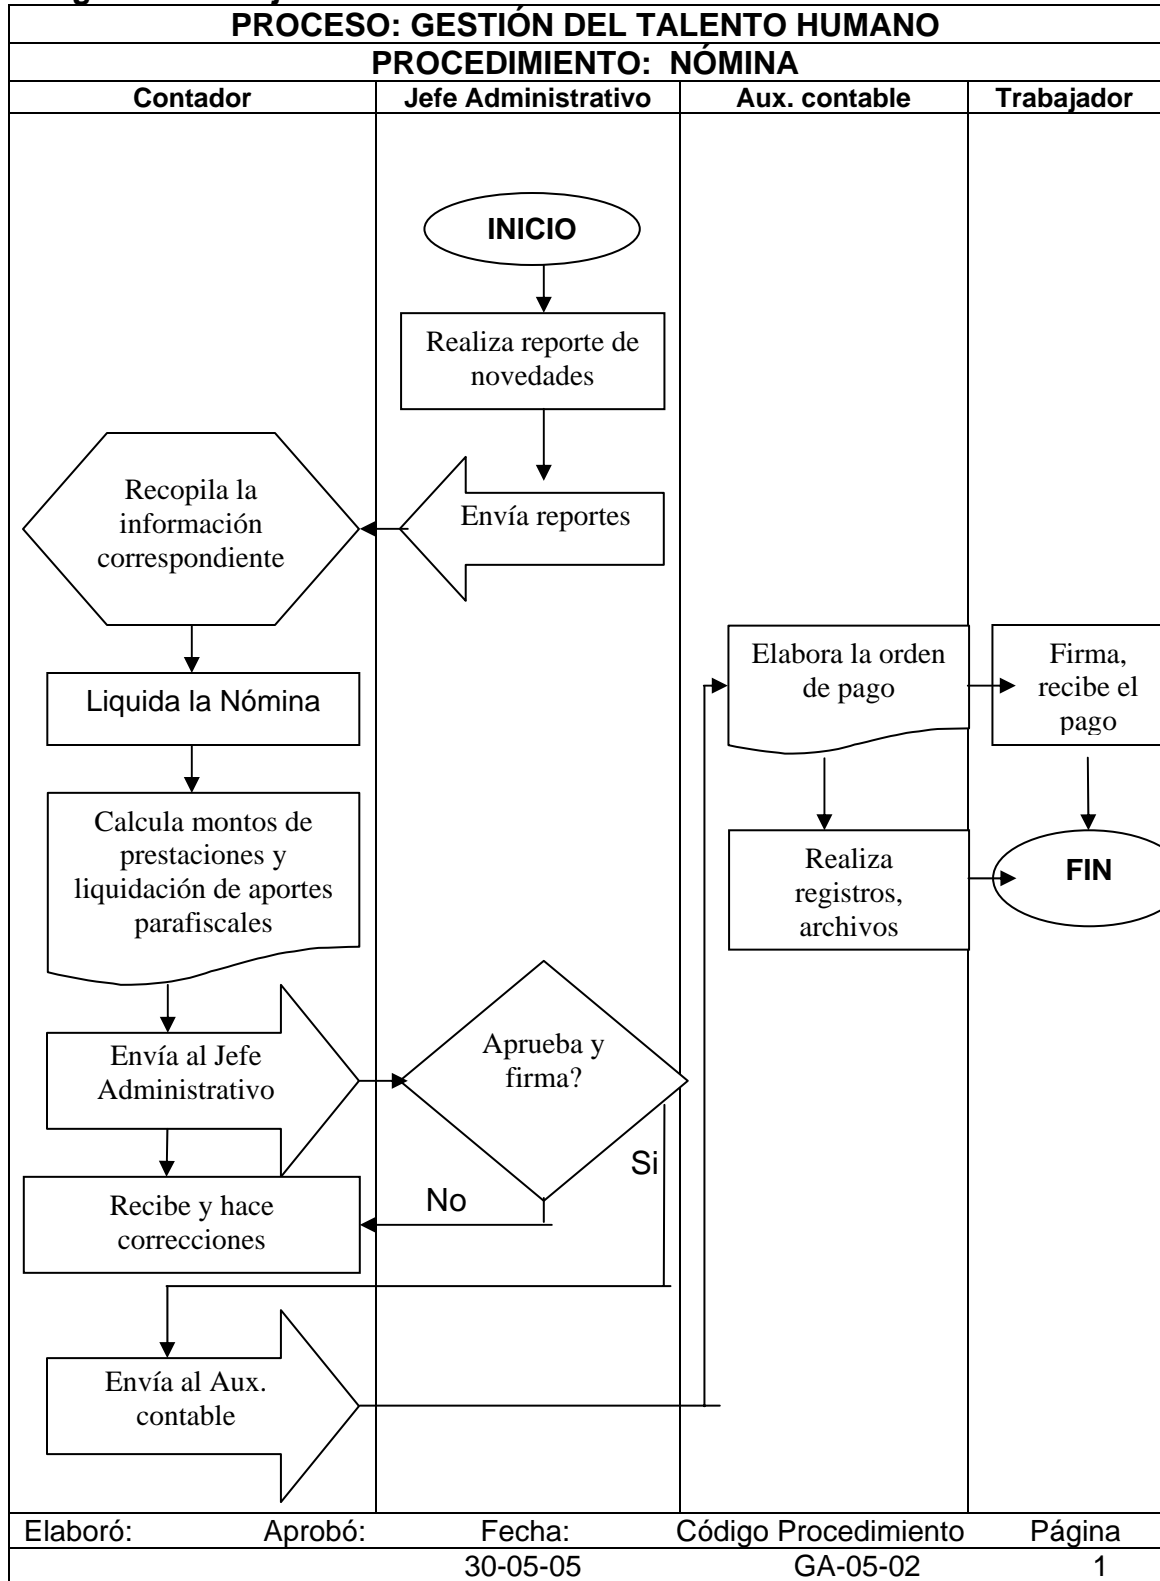 PROCESO: GESTIÓN DEL TALENTO HUMANO
PROCEDIMIENTO: NÓMINA
Contador Jefe Administrativo Aux. contable Trabajador
INICIO
Realiza reporte de
novedades
Envía reportes
Recopila la
información
correspondiente
Liquida la Nómina
Calcula montos de
prestaciones y
liquidación de aportes
parafiscales
Envía al Jefe
Administrativo
Aprueba y
firma?
Si
No
Recibe y hace
correcciones
Envía al Aux.
contable
Elabora la orden
de pago
Firma,
recibe el
pago
Realiza
registros,
archivos
FIN
Elaboró: Aprobó: Fecha: Código Procedimiento Página
30-05-05 GA-05-02 1